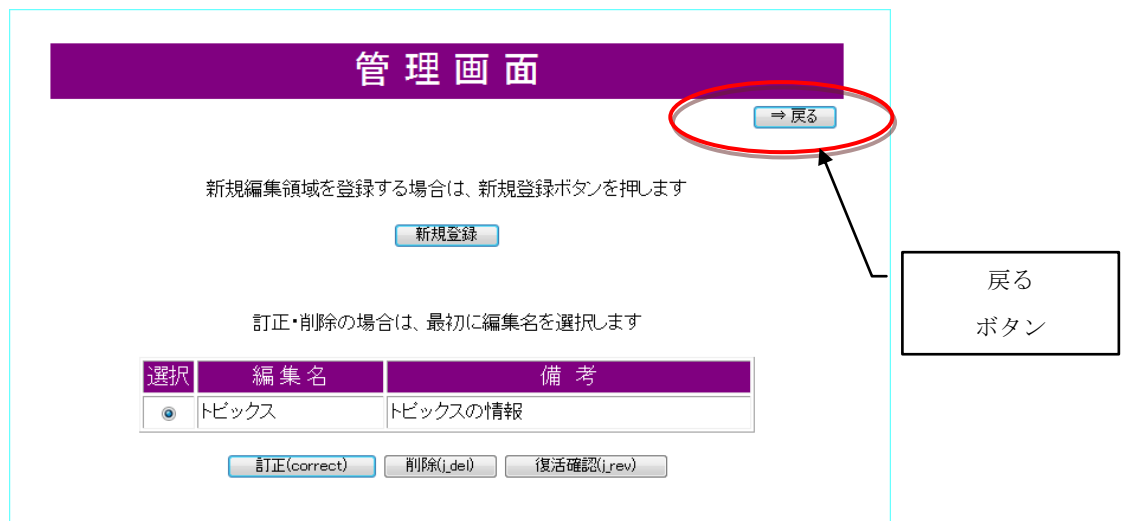 管 理 画 面
⇒ 戻る
新規編集領域を登録する場合は、新規登録ボタンを押します
新規登録
戻る
ボタン
訂正・削除の場合は、最初に編集名を選択します
選択 編 集 名 備 考
トピックス トピックスの情報
訂正(correct) 削除(j_del) 復活確認(j_rev)